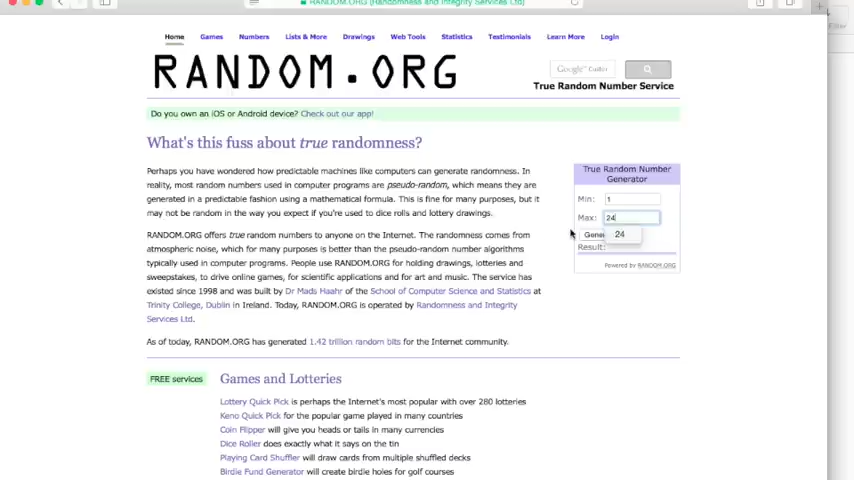 RANDOM.ORG (Randomness and Integrity Services Ltd)
Home Games Numbers Lists & More Drawings Web Tools Statistics Testimonials Learn More Login
RANDOM.ORG
Google™ Custom
True Random Number Service
Do you own an iOS or Android device? Check out our app!
What's this fuss about true randomness?
Perhaps you have wondered how predictable machines like computers can generate randomness. In
reality, most random numbers used in computer programs are pseudo-random, which means they are
generated in a predictable fashion using a mathematical formula. This is fine for many purposes, but it
may not be random in the way you expect if you're used to dice rolls and lottery drawings.
RANDOM.ORG offers true random numbers to anyone on the Internet. The randomness comes from
atmospheric noise, which for many purposes is better than the pseudo-random number algorithms
typically used in computer programs. People use RANDOM.ORG for holding drawings, lotteries and
sweepstakes, to drive online games, for scientific applications and for art and music. The service has
existed since 1998 and was built by Dr Mads Haahr of the School of Computer Science and Statistics at
Trinity College, Dublin in Ireland. Today, RANDOM.ORG is operated by Randomness and Integrity
Services Ltd.
As of today, RANDOM.ORG has generated 1.42 trillion random bits for the Internet community.
True Random Number
Generator
Min: 1
Max: 24
Gene 24
Result:
Powered by RANDOM.ORG
FREE services
Games and Lotteries
Lottery Quick Pick is perhaps the Internet's most popular with over 280 lotteries
Keno Quick Pick for the popular game played in many countries
Coin Flipper will give you heads or tails in many currencies
Dice Roller does exactly what it says on the tin
Playing Card Shuffler will draw cards from multiple shuffled decks
Birdie Fund Generator will create birdie holes for golf courses
Filter